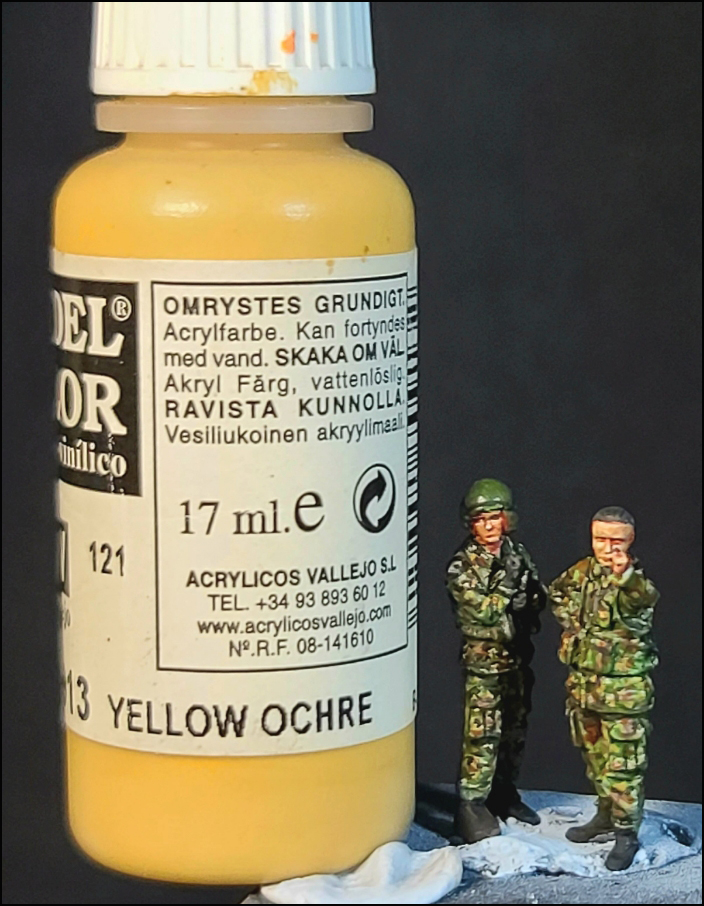 DEL®
OR
vinílico
121
OMRYSTES GRUNDIGT.
Acrylfarbe. Kan fortyndes
med vand. SKAKA OM VÄL.
Akryl Färg, vattenlöslig.
RAVISTA KUNNOLLA.
Vesiliukoinen akryylimaali.
17 ml.e
ACRYLICOS VALLEJO S.L
TEL. +34 93 893 60 12
www.acrylicosvallejo.com
Nº.R.F. 08-141610
13 YELLOW OCHRE